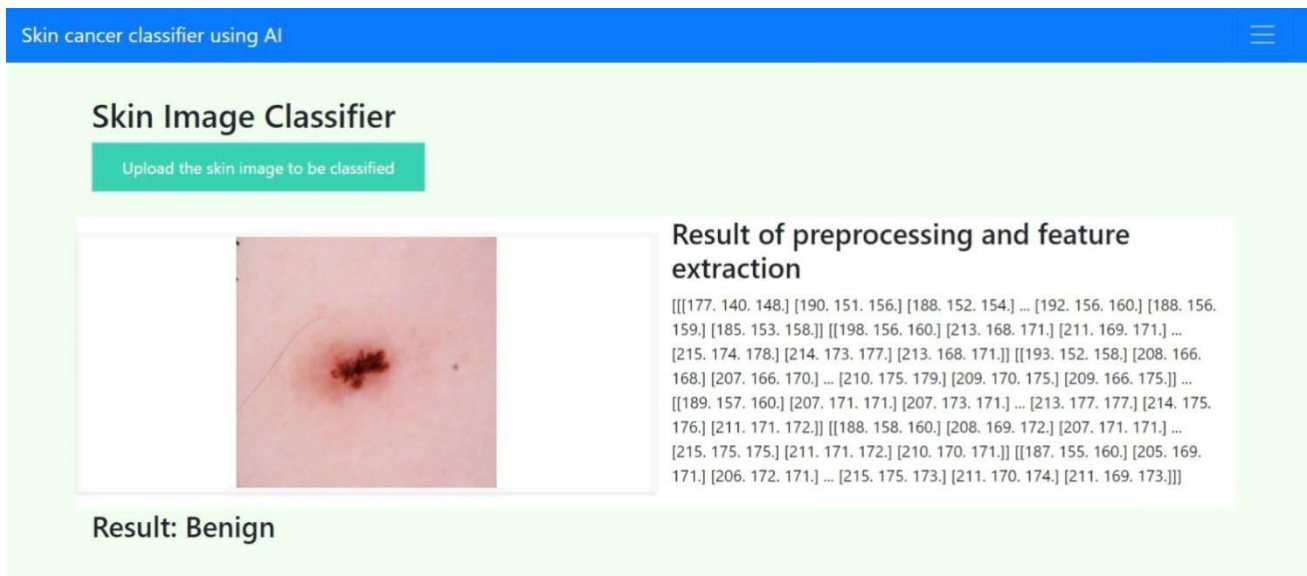 Skin cancer classifier using AI
Skin Image Classifier
Upload the skin image to be classified
Result of preprocessing and feature
extraction
[[[177. 140. 148.] [190. 151. 156.] [188. 152. 154.] ... [192. 156. 160.] [188. 156.
159.] [185. 153. 158.]] [[198. 156. 160.] [213. 168. 171.] [211. 169. 171.] ...
[215. 174. 178.] [214. 173. 177.] [213. 168. 171.]] [[193. 152. 158.] [208. 166.
168.] [207. 166. 170.] ... [210. 175. 179.] [209. 170. 175.] [209. 166. 175.]] ...
[[189. 157. 160.] [207. 171. 171.] [207. 173. 171.] ... [213. 177. 177.] [214. 175.
176.] [211. 171. 172.]] [[188. 158. 160.] [208. 169. 172.] [207. 171. 171.] ...
[215. 175. 175.] [211. 171. 172.] [210. 170. 171.]] [[187. 155. 160.] [205. 169.
171.] [206. 172. 171.] ... [215. 175. 173.] [211. 170. 174.] [211. 169. 173.]]]
Result: Benign